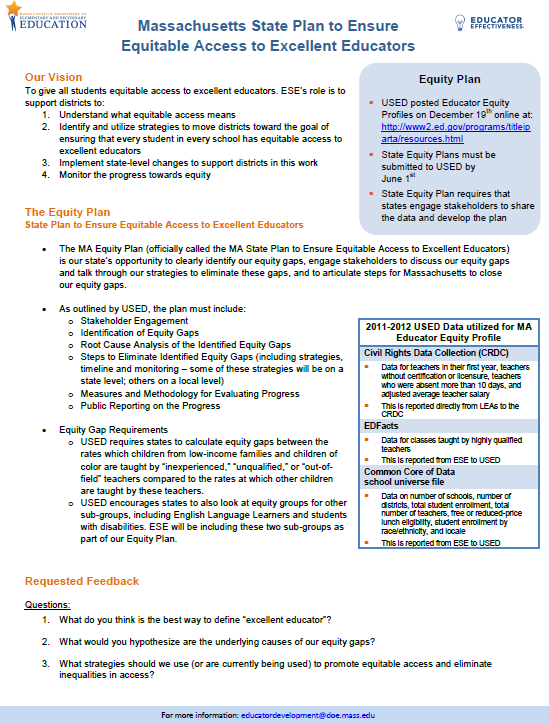 MASSACHUSETTS DEPARTMENT OF
ELEMENTARY AND SECONDARY
EDUCATION
Massachusetts State Plan to Ensure
Equitable Access to Excellent Educators
EDUCATOR
EFFECTIVENESS
Our Vision
To give all students equitable access to excellent educators. ESE's role is to
support districts to:
1. Understand what equitable access means
2. Identify and utilize strategies to move districts toward the goal of
ensuring that every student in every school has equitable access to
excellent educators
3. Implement state-level changes to support districts in this work
4. Monitor the progress towards equity
Equity Plan
▪ USED posted Educator Equity
Profiles on December 19th online at:
http://www2.ed.gov/programs/titleip
arta/resources.html
▪ State Equity Plans must be
submitted to USED by
June 1st
▪ State Equity Plan requires that
states engage stakeholders to share
the data and develop the plan
The Equity Plan
State Plan to Ensure Equitable Access to Excellent Educators
• The MA Equity Plan (officially called the MA State Plan to Ensure Equitable Access to Excellent Educators)
is our state's opportunity to clearly identify our equity gaps, engage stakeholders to discuss our equity gaps
and talk through our strategies to eliminate these gaps, and to articulate steps for Massachusetts to close
our equity gaps.
• As outlined by USED, the plan must include:
o Stakeholder Engagement
o Identification of Equity Gaps
o Root Cause Analysis of the Identified Equity Gaps
o Steps to Eliminate Identified Equity Gaps (including strategies,
timeline and monitoring – some of these strategies will be on a
state level; others on a local level)
o Measures and Methodology for Evaluating Progress
o Public Reporting on the Progress
• Equity Gap Requirements
o USED requires states to calculate equity gaps between the
rates which children from low-income families and children of
color are taught by "inexperienced," "unqualified," or "out-of-
field" teachers compared to the rates at which other children
are taught by these teachers.
o USED encourages states to also look at equity groups for other
sub-groups, including English Language Learners and students
with disabilities. ESE will be including these two sub-groups as
part of our Equity Plan.
2011-2012 USED Data utilized for MA
Educator Equity Profile
Civil Rights Data Collection (CRDC)
▪ Data for teachers in their first year, teachers
without certification or licensure, teachers
who were absent more than 10 days, and
adjusted average teacher salary
▪ This is reported directly from LEAs to the
CRDC
EDFacts
▪ Data for classes taught by highly qualified
teachers
▪ This is reported from ESE to USED
Common Core of Data
school universe file
▪ Data on number of schools, number of
districts, total student enrollment, total
number of teachers, free or reduced-price
lunch eligibility, student enrollment by
race/ethnicity, and locale
▪ This is reported from ESE to USED
Requested Feedback
Questions:
1. What do you think is the best way to define "excellent educator"?
2. What would you hypothesize are the underlying causes of our equity gaps?
3. What strategies should we use (or are currently being used) to promote equitable access and eliminate
inequalities in access?
For more information: educatordevelopment@doe.mass.edu